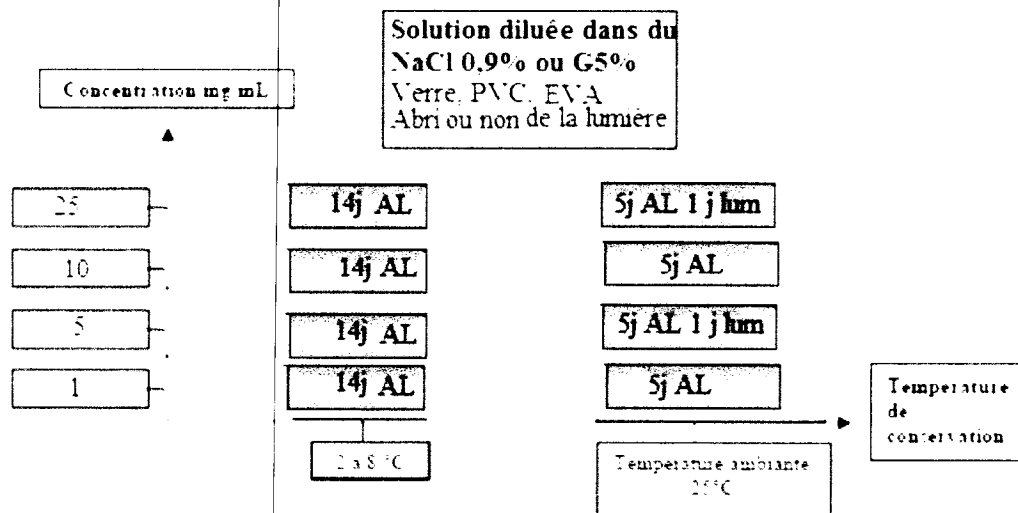 Solution diluée dans du
NaCl 0,9% ou G5%
Verre, PVC, EVA
Abri ou non de la lumière
Concentration mg mL
25
14j AL
5j AL 1 j lum
10
14j AL
5j AL
5
14j AL
5j AL 1 j lum
1
14j AL
5j AL
Température
de
conservation
2 à 8 °C
Température ambiante
25°C